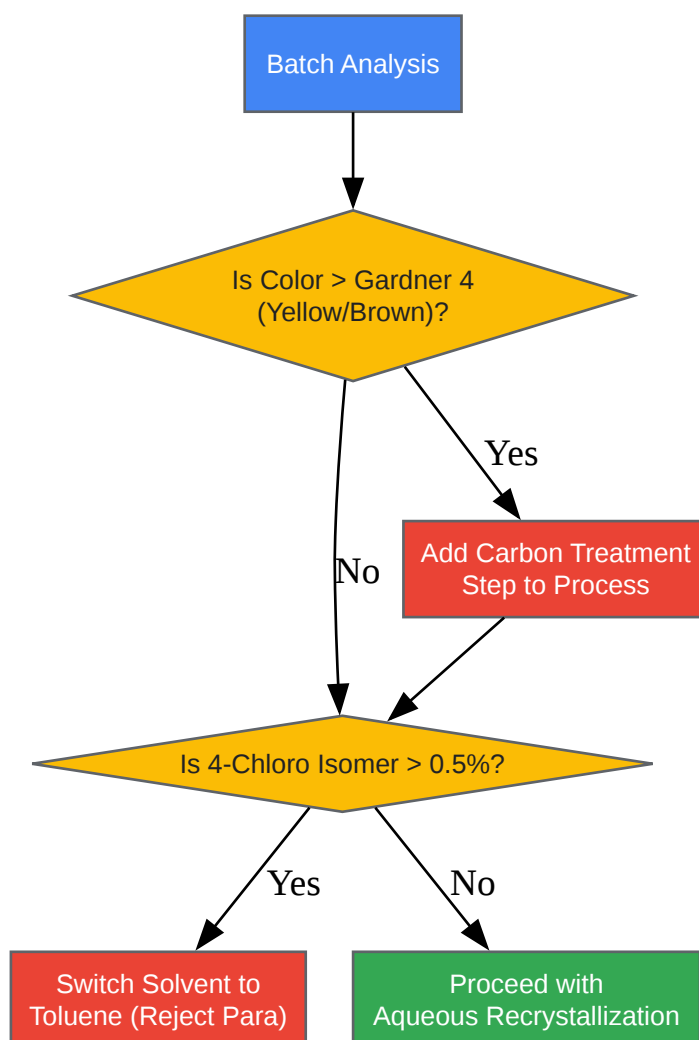 Batch Analysis
Is Color > Gardner 4
(Yellow/Brown)?
Yes
Add Carbon Treatment
Step to Process
No
Is 4-Chloro Isomer > 0.5%?
Yes
No
Switch Solvent to
Toluene (Reject Para)
Proceed with
Aqueous Recrystallization